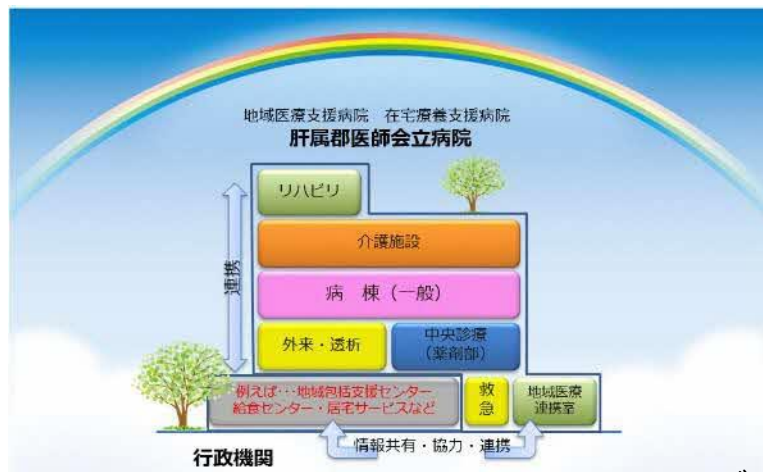 地域医療支援病院　在宅療養支援病院
肝属郡医師会立病院
リハビリ
介護施設
病　棟（一般）
連携
外来・透析
中央診療
（薬剤部）
例えば・・・地域包括支援センター
給食センター・居宅サービスなど
救
急
地域医療
連携室
情報共有・協力・連携
行政機関